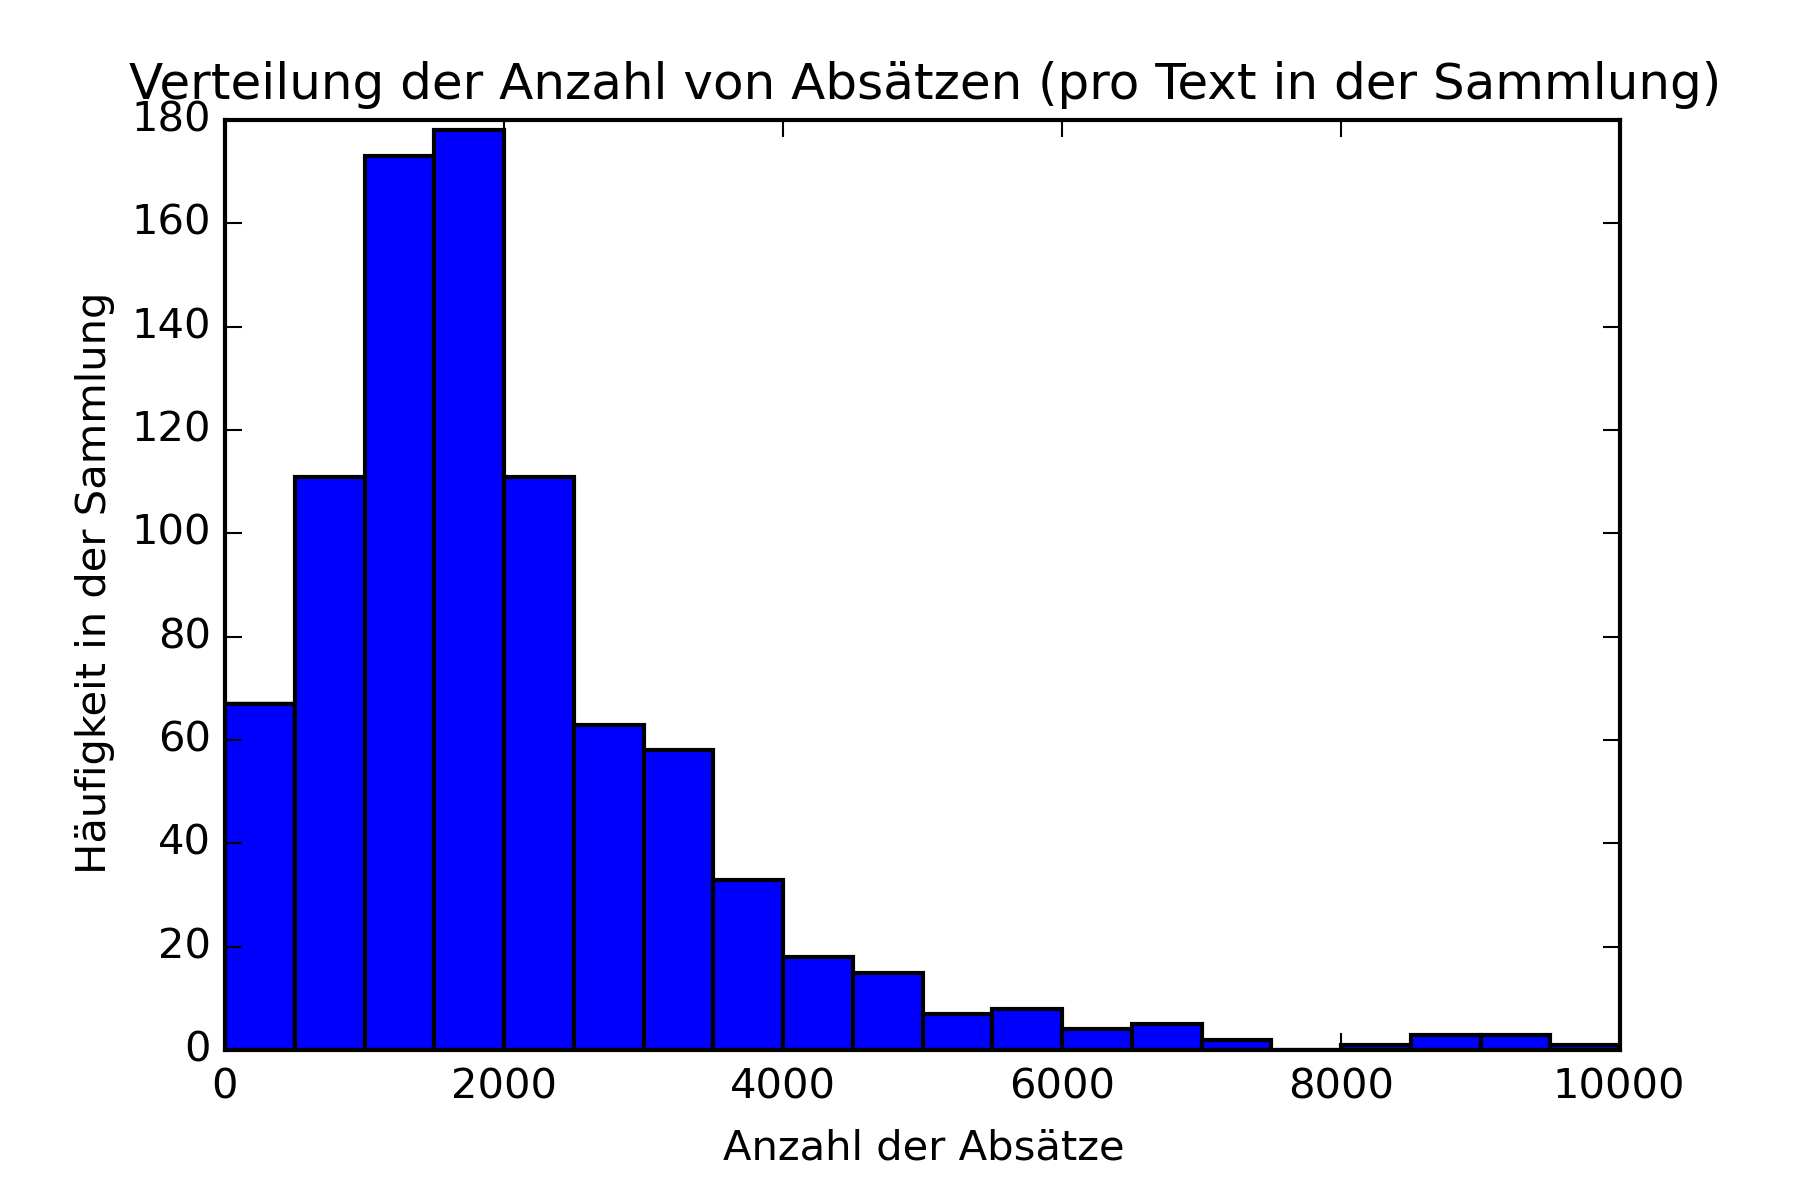 Verteilung der Anzahl von Absätzen (pro Text in der Sammlung)
180
160
140
120
100
80
60
40
20
0
Häufigkeit in der Sammlung
0 2000 4000 6000 8000 10000
Anzahl der Absätze